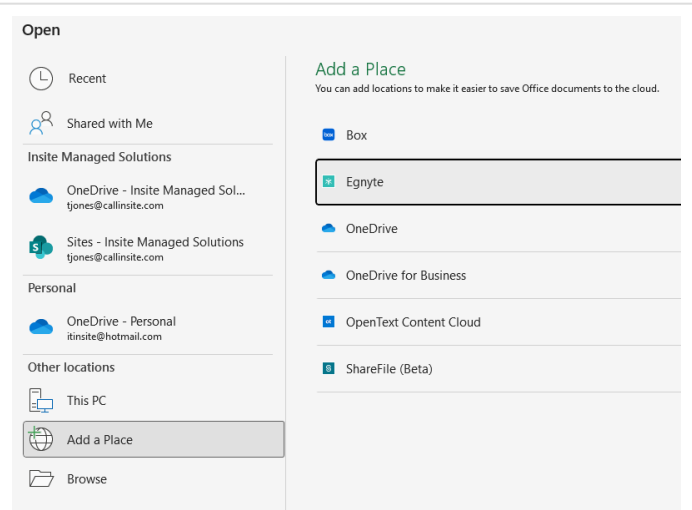 Open
Recent
Shared with Me
Insite Managed Solutions
OneDrive - Insite Managed Sol...
tjones@callinsite.com
Sites - Insite Managed Solutions
tjones@callinsite.com
Personal
OneDrive - Personal
itinsite@hotmail.com
Other locations
This PC
Add a Place
Browse
Add a Place
You can add locations to make it easier to save Office documents to the cloud.
box
Box
Egnyte
OneDrive
OneDrive for Business
ot
OpenText Content Cloud
ShareFile (Beta)